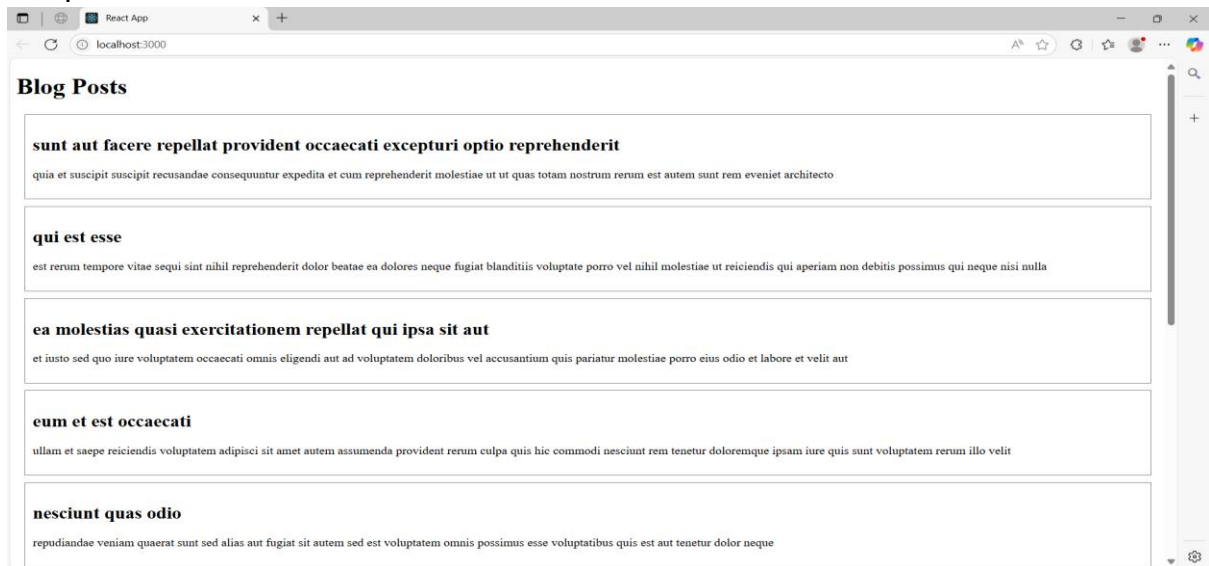 React App
localhost:3000
Blog Posts
sunt aut facere repellat provident occaecati excepturi optio reprehenderit
quia et suscipit suscipit recusandae consequuntur expedita et cum reprehenderit molestiae ut ut quas totam nostrum rerum est autem sunt rem eveniet architecto
qui est esse
est rerum tempore vitae sequi sint nihil reprehenderit dolor beatae ea dolores neque fugiat blanditiis voluptate porro vel nihil molestiae ut reiciendis qui aperiam non debitis possimus qui neque nisi nulla
ea molestias quasi exercitationem repellat qui ipsa sit aut
et iusto sed quo iure voluptatem occaecati omnis eligendi aut ad voluptatem doloribus vel accusantium quis pariatur molestiae porro eius odio et labore et velit aut
eum et est occaecati
ullam et saepe reiciendis voluptatem adipisci sit amet autem assumenda provident rerum culpa quis hic commodi nesciunt rem tenetur doloremque ipsam iure quis sunt voluptatem rerum illo velit
nesciunt quas odio
repudiandae veniam quaerat sunt sed alias aut fugiat sit autem sed est voluptatem omnis possimus esse voluptatibus quis est aut tenetur dolor neque